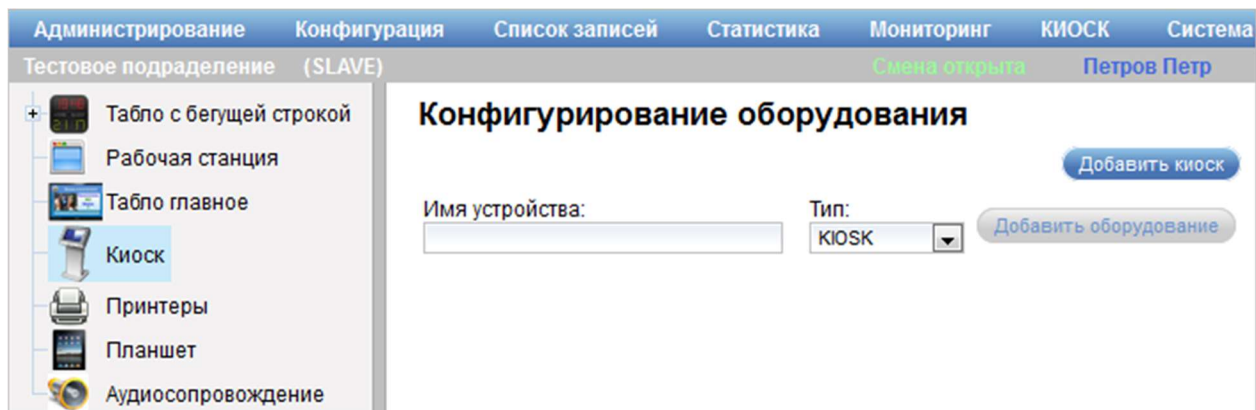 Администрирование Конфигурация Список записей Статистика Мониторинг КИОСК Система
Тестовое подраделение (SLAVE) Смена открыта Петров Петр
Табло с бегущей строкой
Рабочая станция
Табло главное
Киоск
Принтеры
Планшет
Аудиосопровождение
Конфигурирование оборудования
Добавить киоск
Имя устройства: Тип:
KIOSK Добавить оборудование